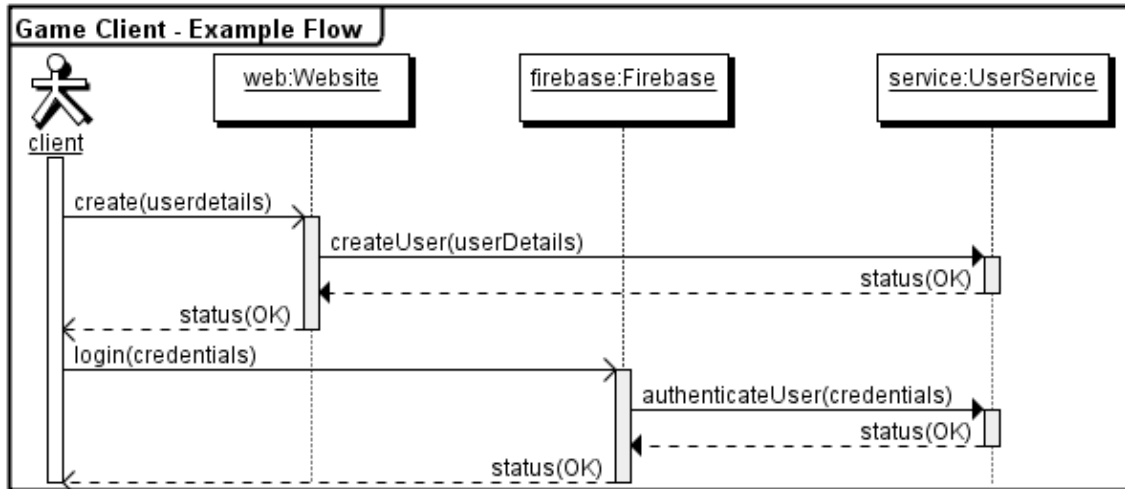 Game Client - Example Flow
client
web:Website
firebase:Firebase
service:UserService
create(userdetails)
createUser(userDetails)
status(OK)
status(OK)
login(credentials)
authenticateUser(credentials)
status(OK)
status(OK)